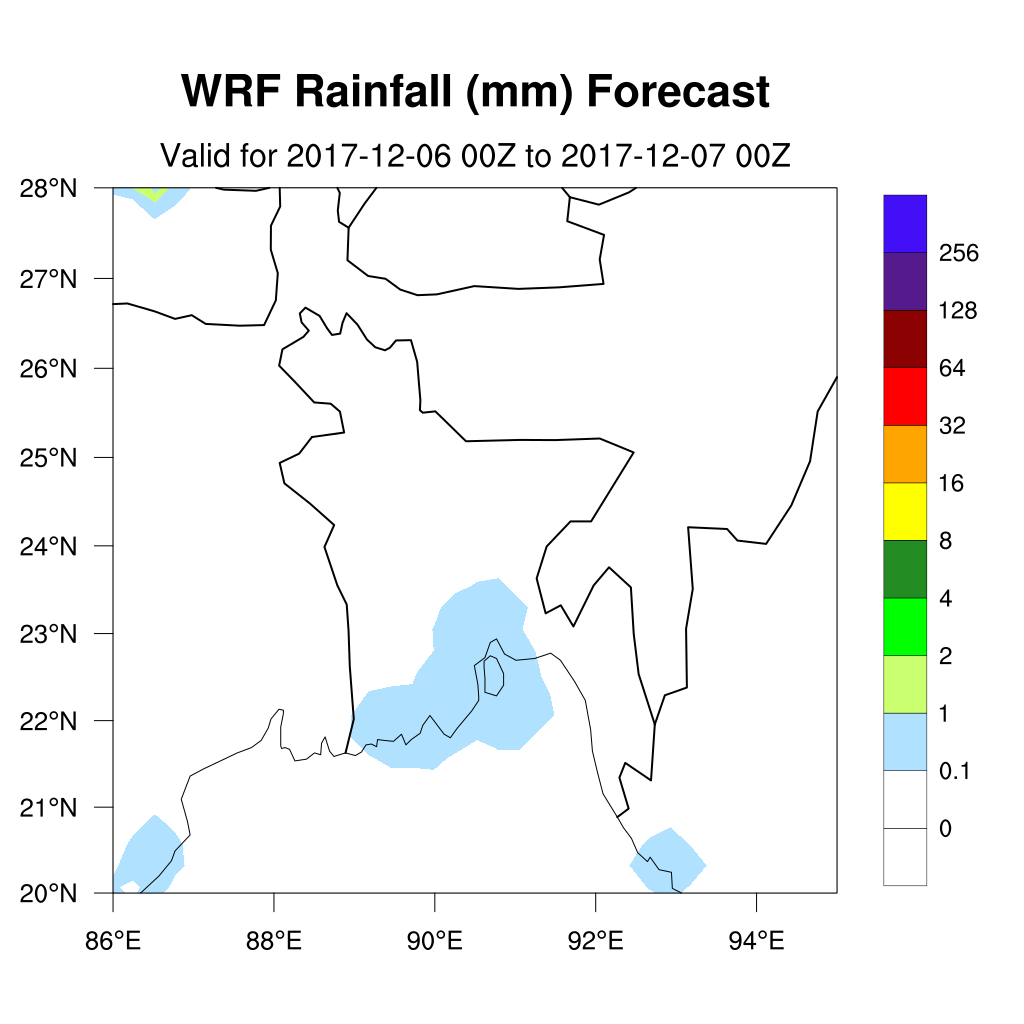 WRF Rainfall (mm) Forecast
Valid for 2017-12-06 00Z to 2017-12-07 00Z
28°N
27°N
26°N
25°N
24°N
23°N
22°N
21°N
20°N
86°E 88°E 90°E 92°E 94°E
256
128
64
32
16
8
4
2
1
0.1
0